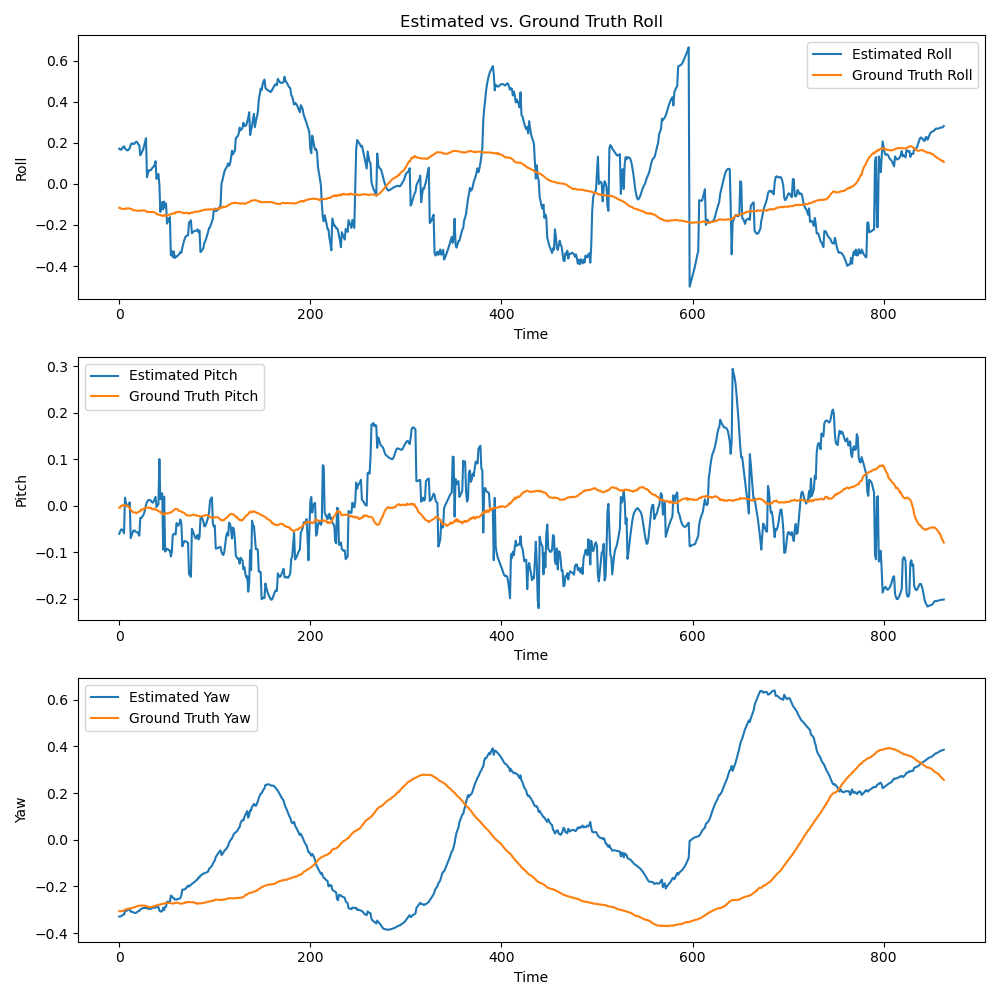 Estimated vs. Ground Truth Roll
Estimated Roll
Ground Truth Roll
Roll
0.6
0.4
0.2
0.0
−0.2
−0.4
0 200 400 600 800
Time
Estimated Pitch
Ground Truth Pitch
Pitch
0.3
0.2
0.1
0.0
−0.1
−0.2
0 200 400 600 800
Time
Estimated Yaw
Ground Truth Yaw
Yaw
0.6
0.4
0.2
0.0
−0.2
−0.4
0 200 400 600 800
Time